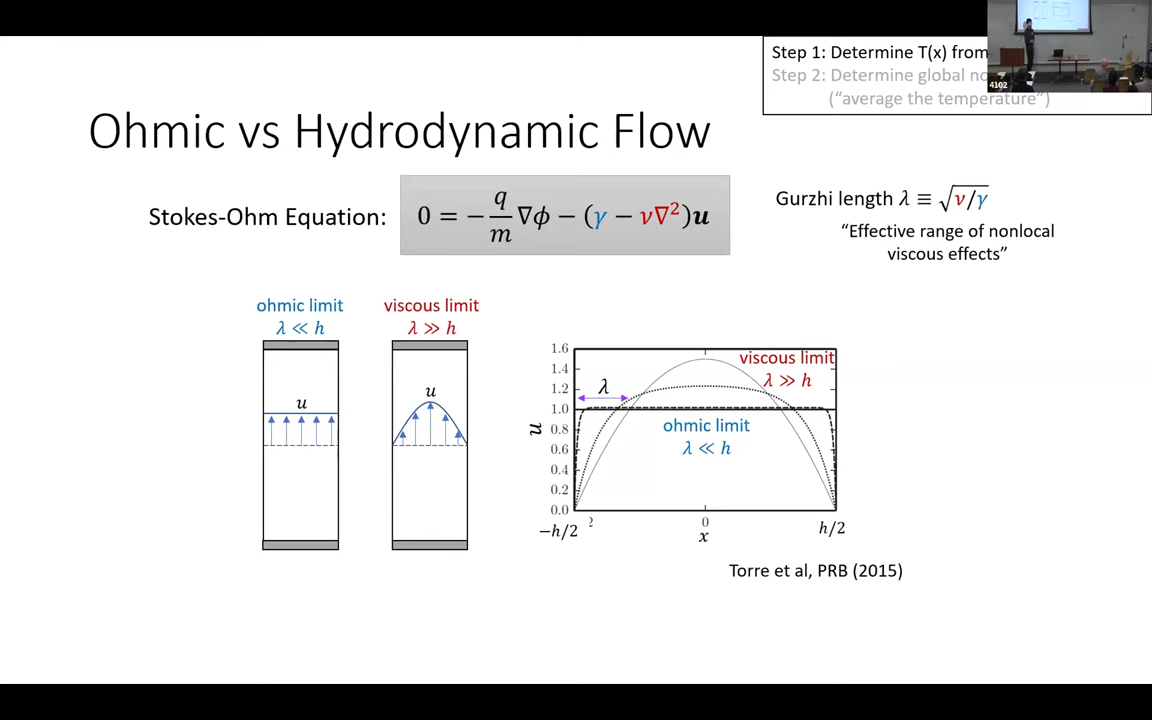 Step 1: Determine T(x) from
Step 2: Determine global
("average the temperature")
4102
Ohmic vs Hydrodynamic Flow
Stokes-Ohm Equation:
0 = −q/m ∇ϕ − (γ − ν∇²)u
Gurzhi length λ ≡ √ν/γ
"Effective range of nonlocal
viscous effects"
ohmic limit
λ ≪ h
u
viscous limit
λ ≫ h
u
1.6
1.4
1.2
1.0
0.8
0.6
0.4
0.2
0.0
u
λ
viscous limit
λ ≫ h
ohmic limit
λ ≪ h
−h/2
2
0
h/2
x
Torre et al, PRB (2015)